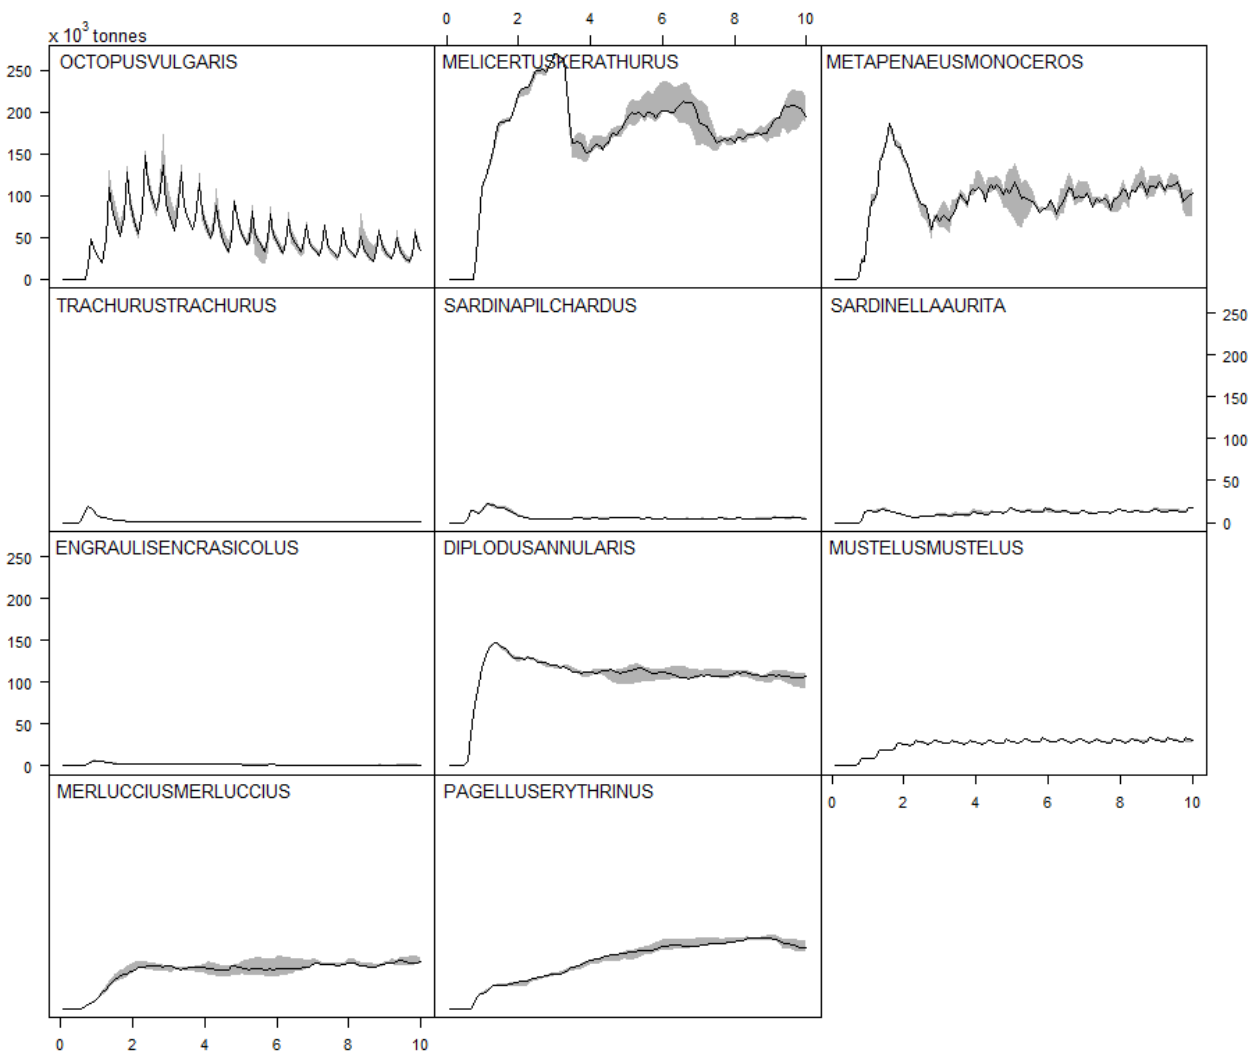 x 10³ tonnes
0 2 4 6 8 10
OCTOPUSVULGARIS
MELICERTUSKERATHURUS
METAPENAEUSMONOCEROS
250
200
150
100
50
0
TRACHURUSTRACHURUS
SARDINAPILCHARDUS
SARDINELLAAURITA
250
200
150
100
50
0
ENGRAULISENCRASICOLUS
DIPLODUSANNULARIS
MUSTELUSMUSTELUS
250
200
150
100
50
0
MERLUCCIUSMERLUCCIUS
PAGELLUSERYTHRINUS
0 2 4 6 8 10
0 2 4 6 8 10